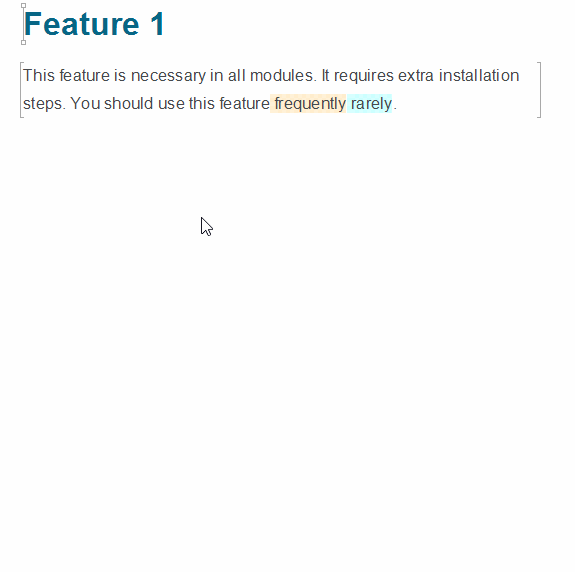 Feature 1
This feature is necessary in all modules. It requires extra installation
steps. You should use this feature frequently rarely.